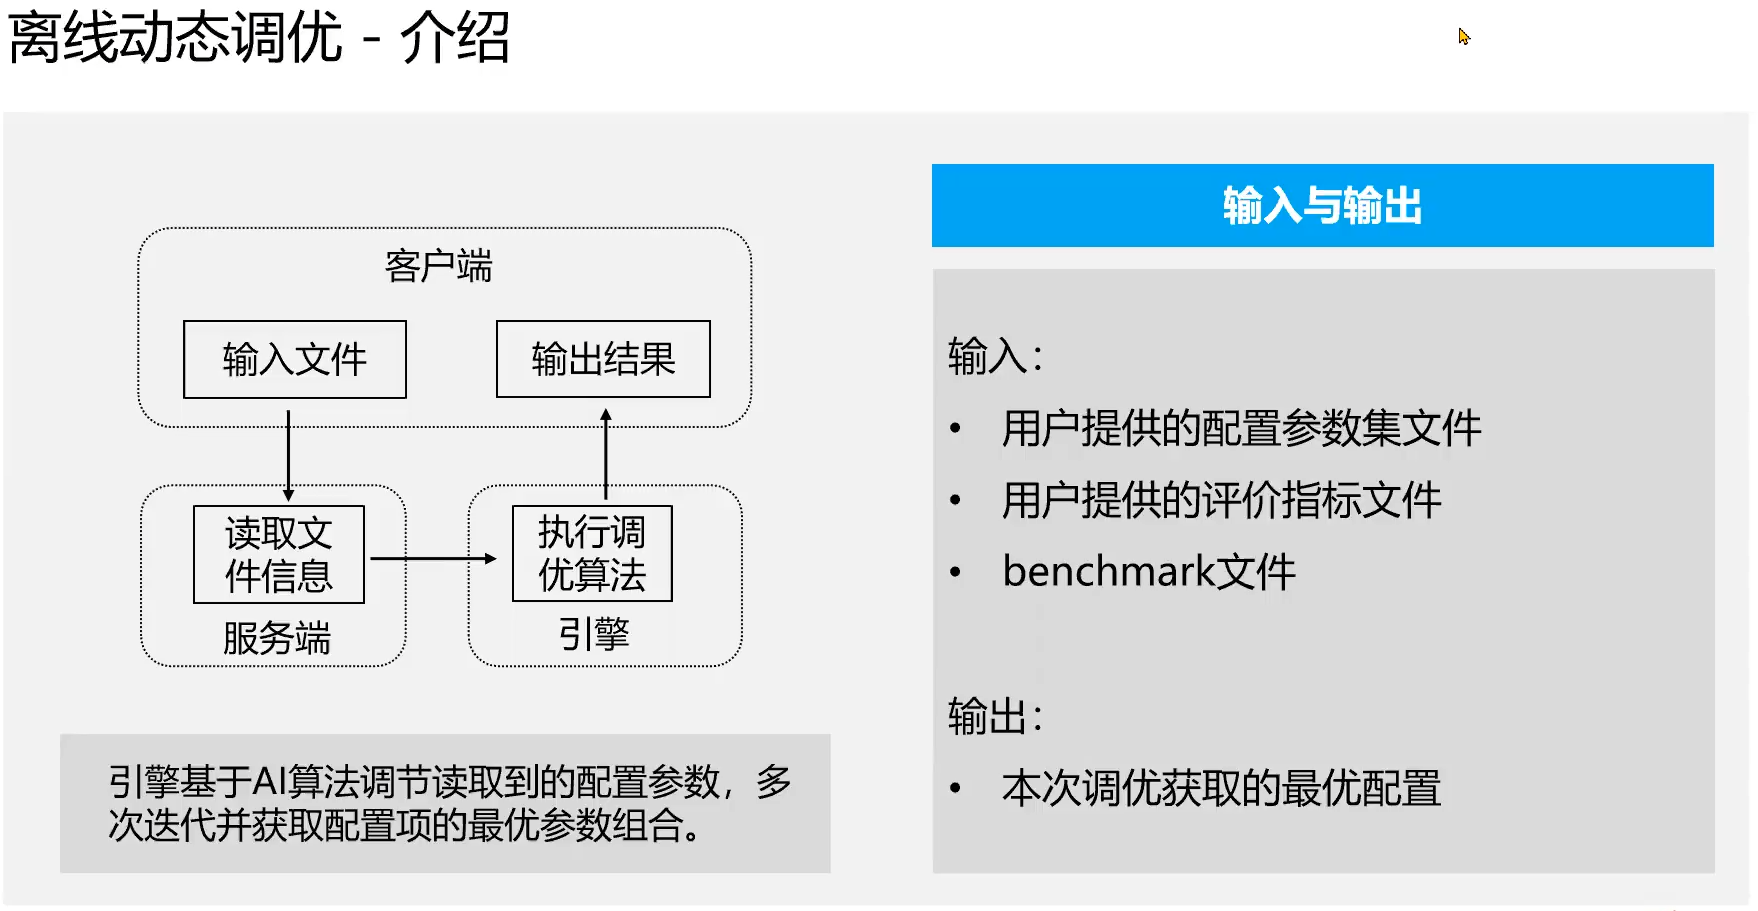 离线动态调优 - 介绍
客户端
输入文件
输出结果
读取文
件信息
服务端
执行调
优算法
引擎
引擎基于AI算法调节读取到的配置参数，多
次迭代并获取配置项的最优参数组合。
输入与输出
输入：
• 用户提供的配置参数集文件
• 用户提供的评价指标文件
• benchmark文件
输出：
• 本次调优获取的最优配置